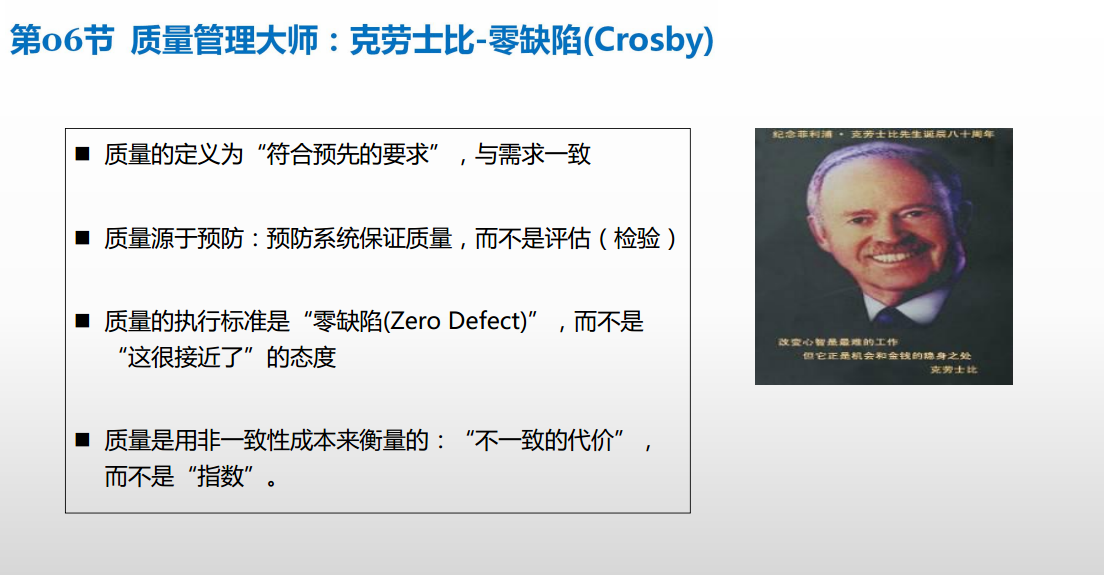 第06节 质量管理大师：克劳士比-零缺陷(Crosby)
■ 质量的定义为“符合预先的要求”，与需求一致
■ 质量源于预防：预防系统保证质量，而不是评估（检验）
■ 质量的执行标准是“零缺陷(Zero Defect)”，而不是
“这很接近了”的态度
■ 质量是用非一致性成本来衡量的：“不一致的代价”，
而不是“指数”。
纪念菲利浦·克劳士比先生诞辰八十周年
改变心智是最难的工作
但它正是机会和金钱的隐身之处
克劳士比